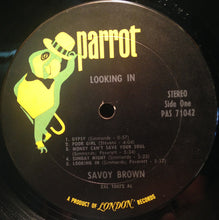 parrot
LOOKING IN
STEREO
Side One
PAS 71042
1. GYPSY (Simmonds - 0:57)
2. POOR GIRL (Stevens - 4:04)
3. MONEY CAN'T SAVE YOUR SOUL
(Simmonds; Peverett -
4. SUNDAY NIGHT (Simmonds - 5:23)
5. LOOKING IN (Simmonds; Peverett -
SAVOY BROWN
A PRODUCT OF LONDON RECORDS